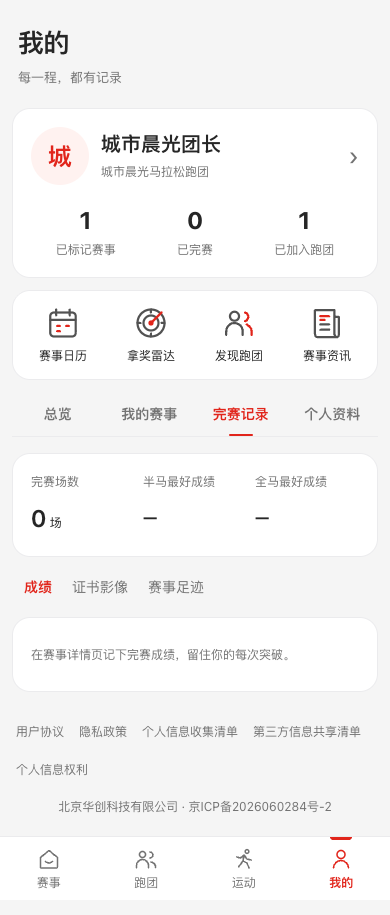 我的
每一程，都有记录
城
城市晨光团长
城市晨光马拉松跑团
1 0 1
已标记赛事 已完赛 已加入跑团
赛事日历 拿奖雷达 发现跑团 赛事资讯
总览 我的赛事 完赛记录 个人资料
完赛场数 半马最好成绩 全马最好成绩
0 场 – –
成绩 证书影像 赛事足迹
在赛事详情页记下完赛成绩，留住你的每次突破。
用户协议 隐私政策 个人信息收集清单 第三方信息共享清单
个人信息权利
北京华创科技有限公司 · 京ICP备2026060284号-2
赛事 跑团 运动 我的